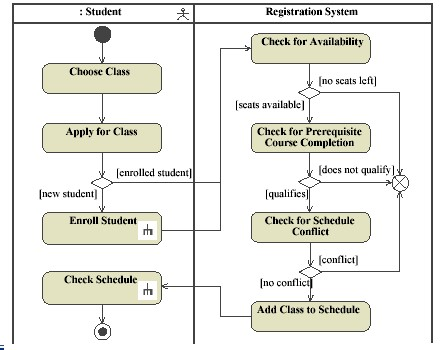 : Student
Registration System
Choose Class
Apply for Class
[enrolled student]
[new student]
Enroll Student
Check Schedule
Check for Availability
[no seats left]
[seats available]
Check for Prerequisite
Course Completion
[does not qualify]
[qualifies]
Check for Schedule
Conflict
[conflict]
[no conflict]
Add Class to Schedule